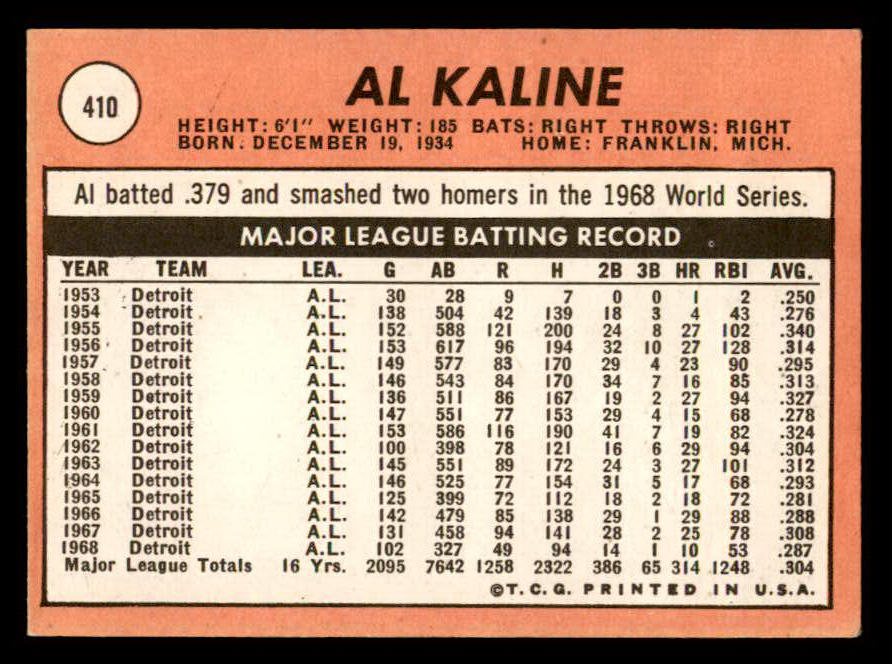 410
AL KALINE
HEIGHT: 6'1" WEIGHT: 185 BATS: RIGHT THROWS: RIGHT
BORN: DECEMBER 19, 1934 HOME: FRANKLIN, MICH.
Al batted .379 and smashed two homers in the 1968 World Series.
MAJOR LEAGUE BATTING RECORD
YEAR TEAM LEA. G AB R H 2B 3B HR RBI AVG.
1953 Detroit A.L. 30 28 9 7 0 0 1 2 .250
1954 Detroit A.L. 138 504 42 139 18 3 4 43 .276
1955 Detroit A.L. 152 588 121 200 24 8 27 102 .340
1956 Detroit A.L. 153 617 96 194 32 10 27 128 .314
1957 Detroit A.L. 149 577 83 170 29 4 23 90 .295
1958 Detroit A.L. 146 543 84 170 34 7 16 85 .313
1959 Detroit A.L. 136 511 86 167 19 2 27 94 .327
1960 Detroit A.L. 147 551 77 153 29 4 15 68 .278
1961 Detroit A.L. 153 586 116 190 41 7 19 82 .324
1962 Detroit A.L. 100 398 78 121 16 6 29 94 .304
1963 Detroit A.L. 145 551 89 172 24 3 27 101 .312
1964 Detroit A.L. 146 525 77 154 31 5 17 68 .293
1965 Detroit A.L. 125 399 72 112 18 2 18 72 .281
1966 Detroit A.L. 142 479 85 138 29 1 29 88 .288
1967 Detroit A.L. 131 458 94 141 28 2 25 78 .308
1968 Detroit A.L. 102 327 49 94 14 1 10 53 .287
Major League Totals 16 Yrs. 2095 7642 1258 2322 386 65 314 1248 .304
©T.C.G. PRINTED IN U.S.A.